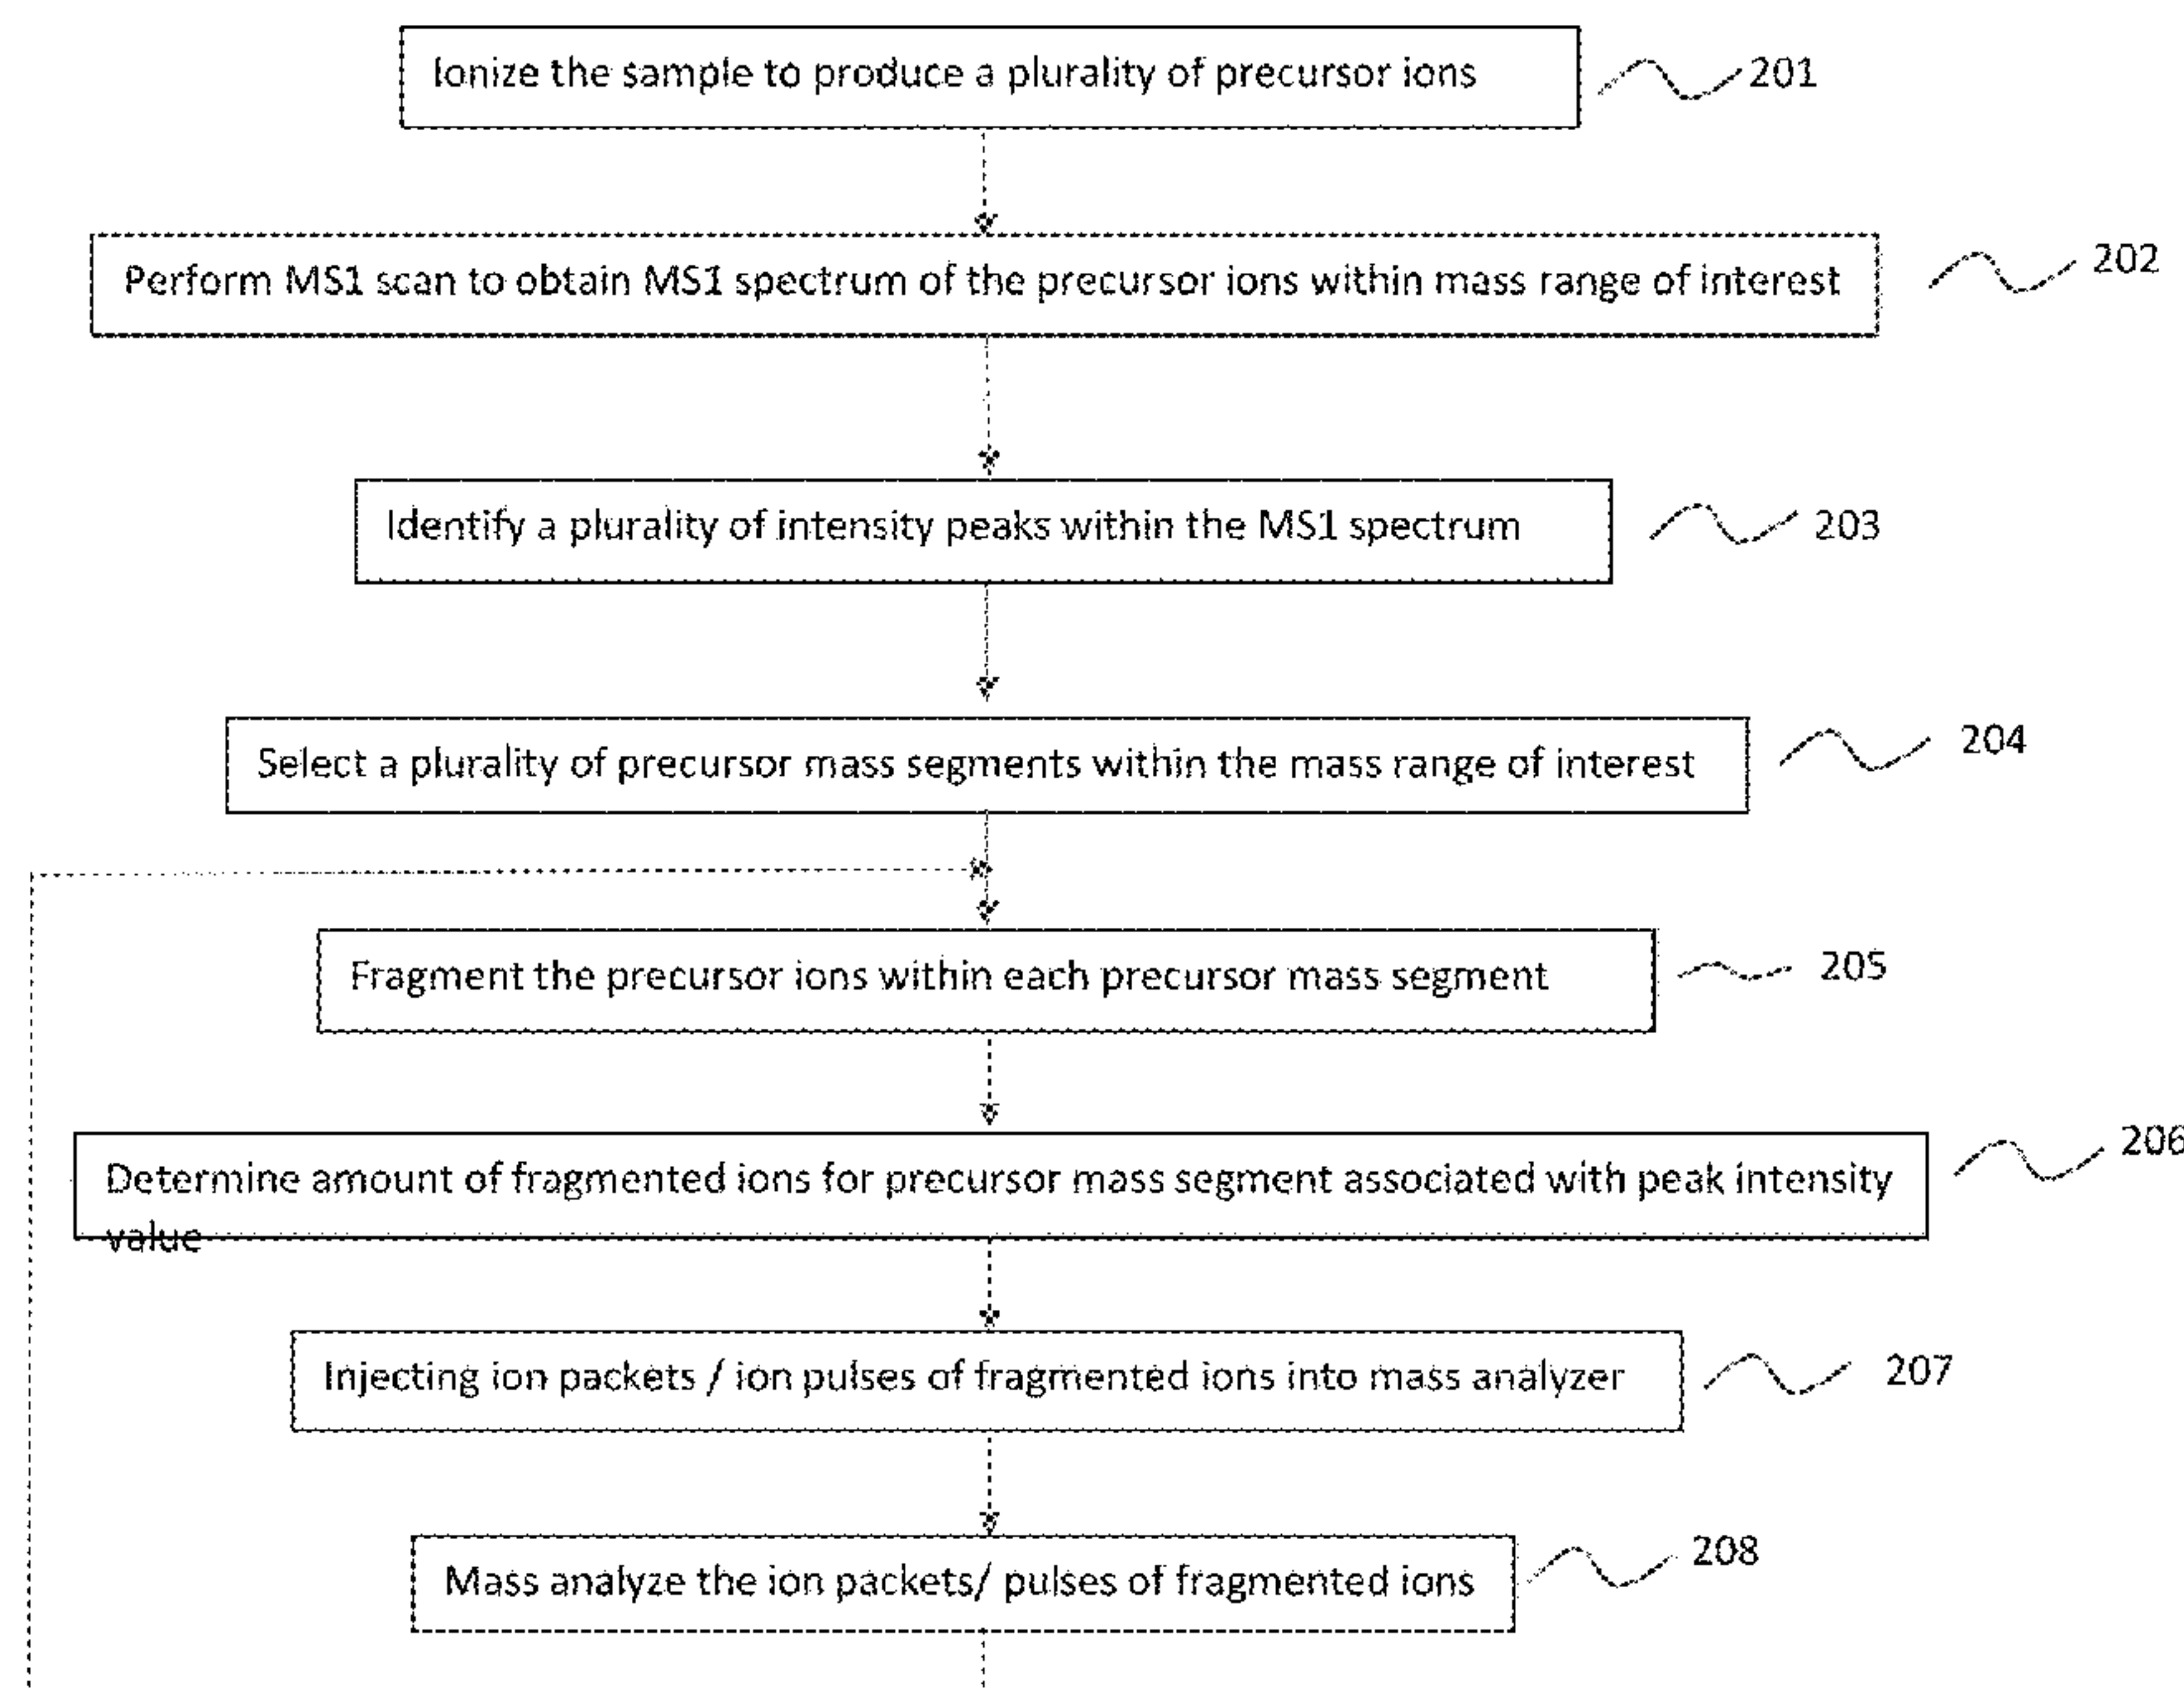 Ionize the sample to produce a plurality of precursor ions
201
Perform MS1 scan to obtain MS1 spectrum of the precursor ions within mass range of interest
202
Identify a plurality of intensity peaks within the MS1 spectrum
203
Select a plurality of precursor mass segments within the mass range of interest
204
Fragment the precursor ions within each precursor mass segment
205
Determine amount of fragmented ions for precursor mass segment associated with peak intensity
value
206
Injecting ion packets / ion pulses of fragmented ions into mass analyzer
207
Mass analyze the ion packets/ pulses of fragmented ions
208